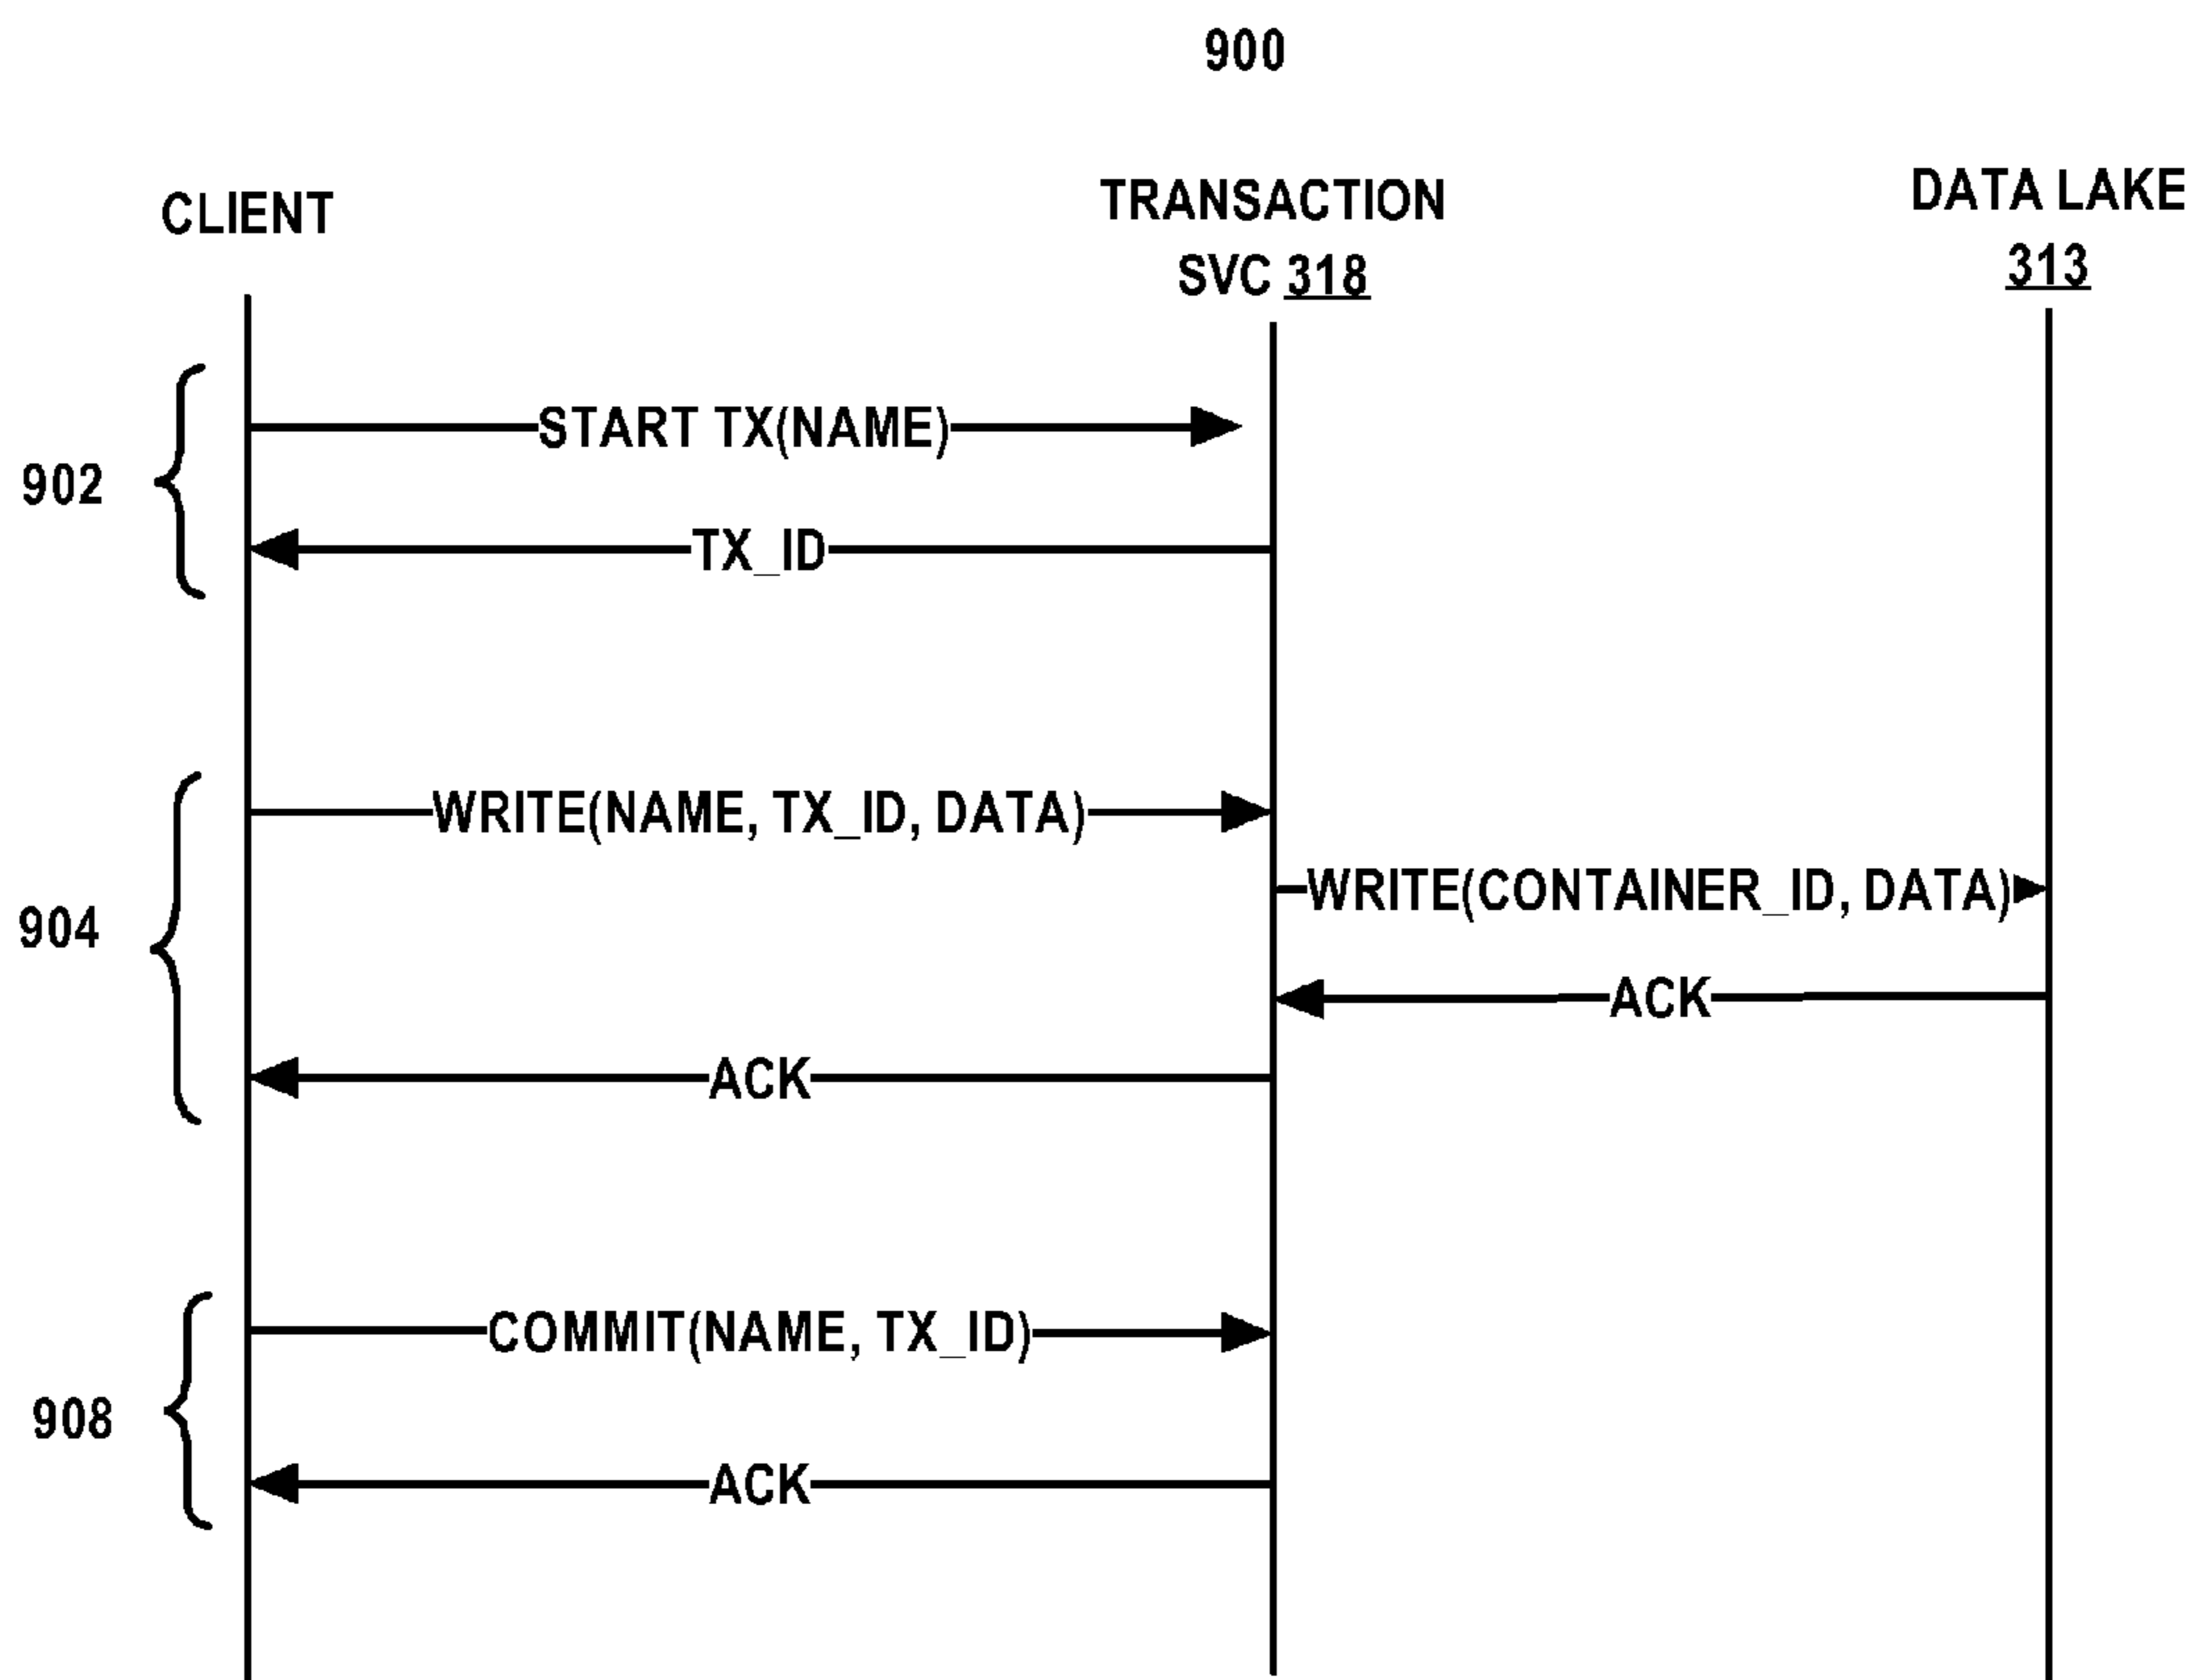 900
CLIENT
TRANSACTION
SVC 318
DATA LAKE
313
902
START TX(NAME)
TX_ID
904
WRITE(NAME, TX_ID, DATA)
WRITE(CONTAINER_ID, DATA)
ACK
ACK
908
COMMIT(NAME, TX_ID)
ACK